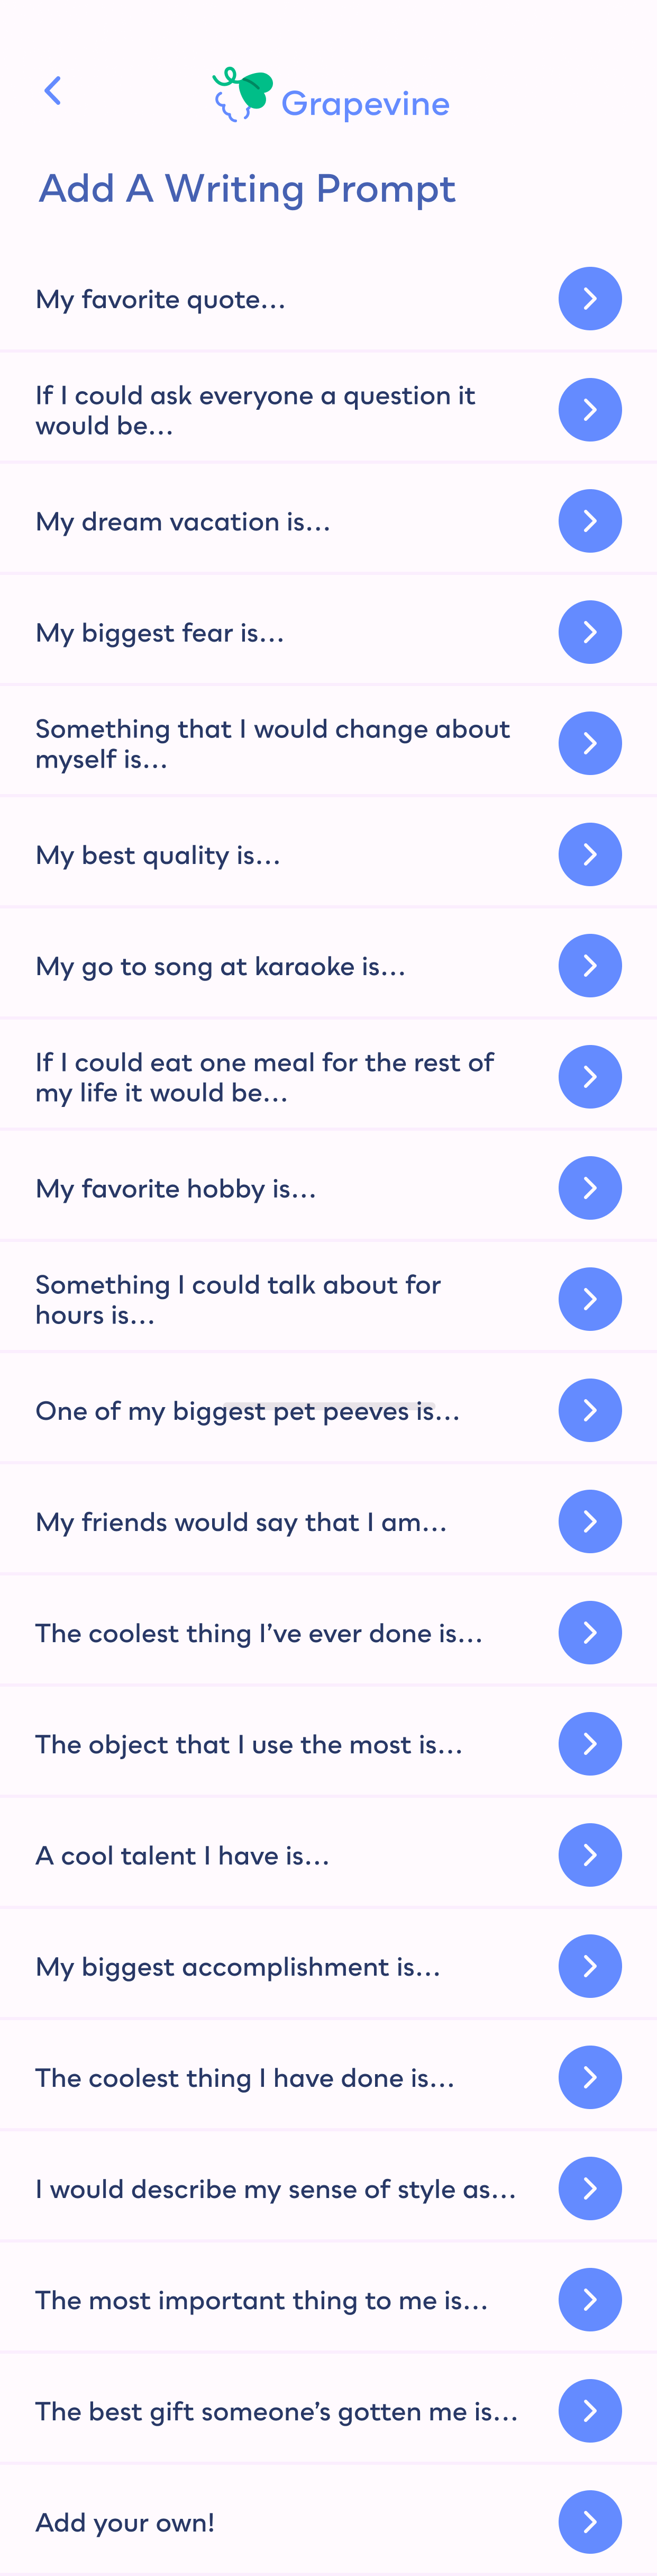 Grapevine
Add A Writing Prompt
My favorite quote...
If I could ask everyone a question it
would be...
My dream vacation is...
My biggest fear is...
Something that I would change about
myself is...
My best quality is...
My go to song at karaoke is...
If I could eat one meal for the rest of
my life it would be...
My favorite hobby is...
Something I could talk about for
hours is...
One of my biggest pet peeves is...
My friends would say that I am...
The coolest thing I’ve ever done is...
The object that I use the most is...
A cool talent I have is...
My biggest accomplishment is...
The coolest thing I have done is...
I would describe my sense of style as...
The most important thing to me is...
The best gift someone’s gotten me is...
Add your own!